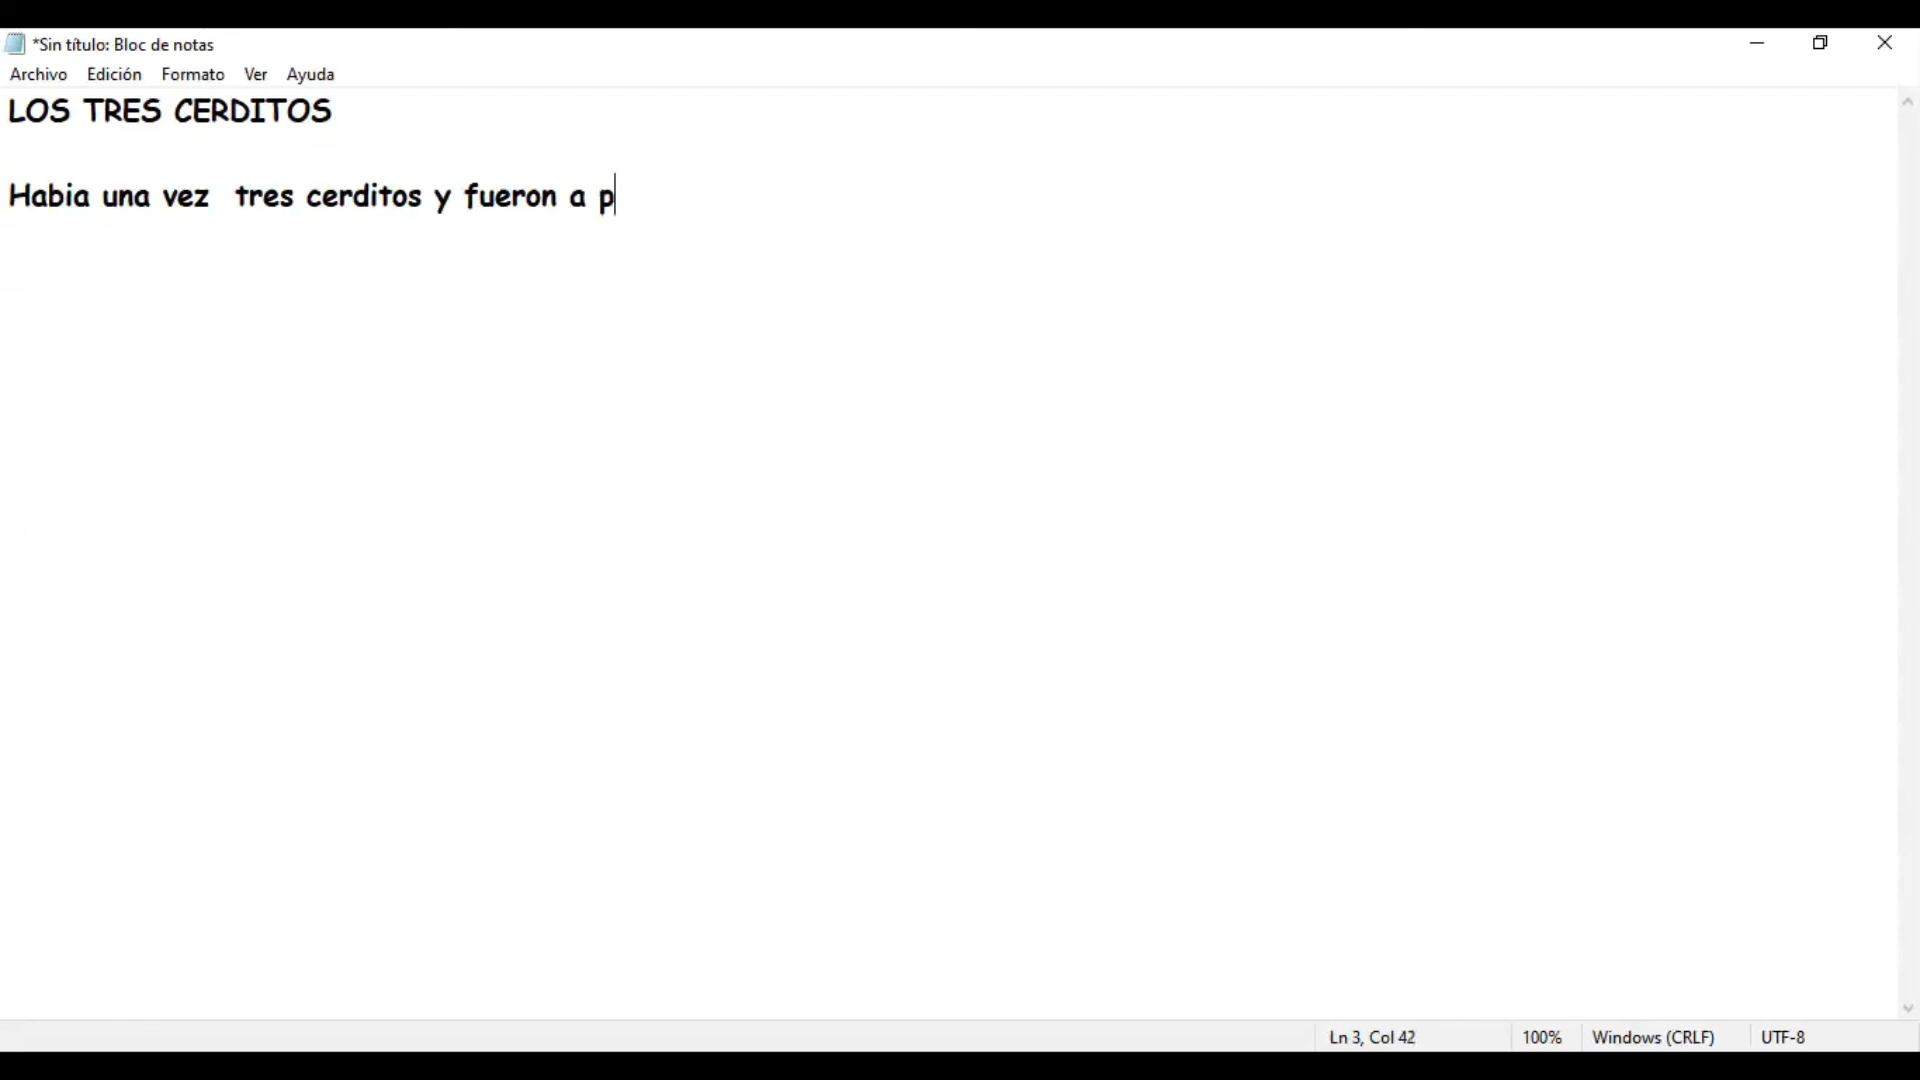 *Sin título: Bloc de notas
Archivo Edición Formato Ver Ayuda
LOS TRES CERDITOS
Habia una vez  tres cerditos y fueron a p
Ln 3, Col 42 100% Windows (CRLF) UTF-8